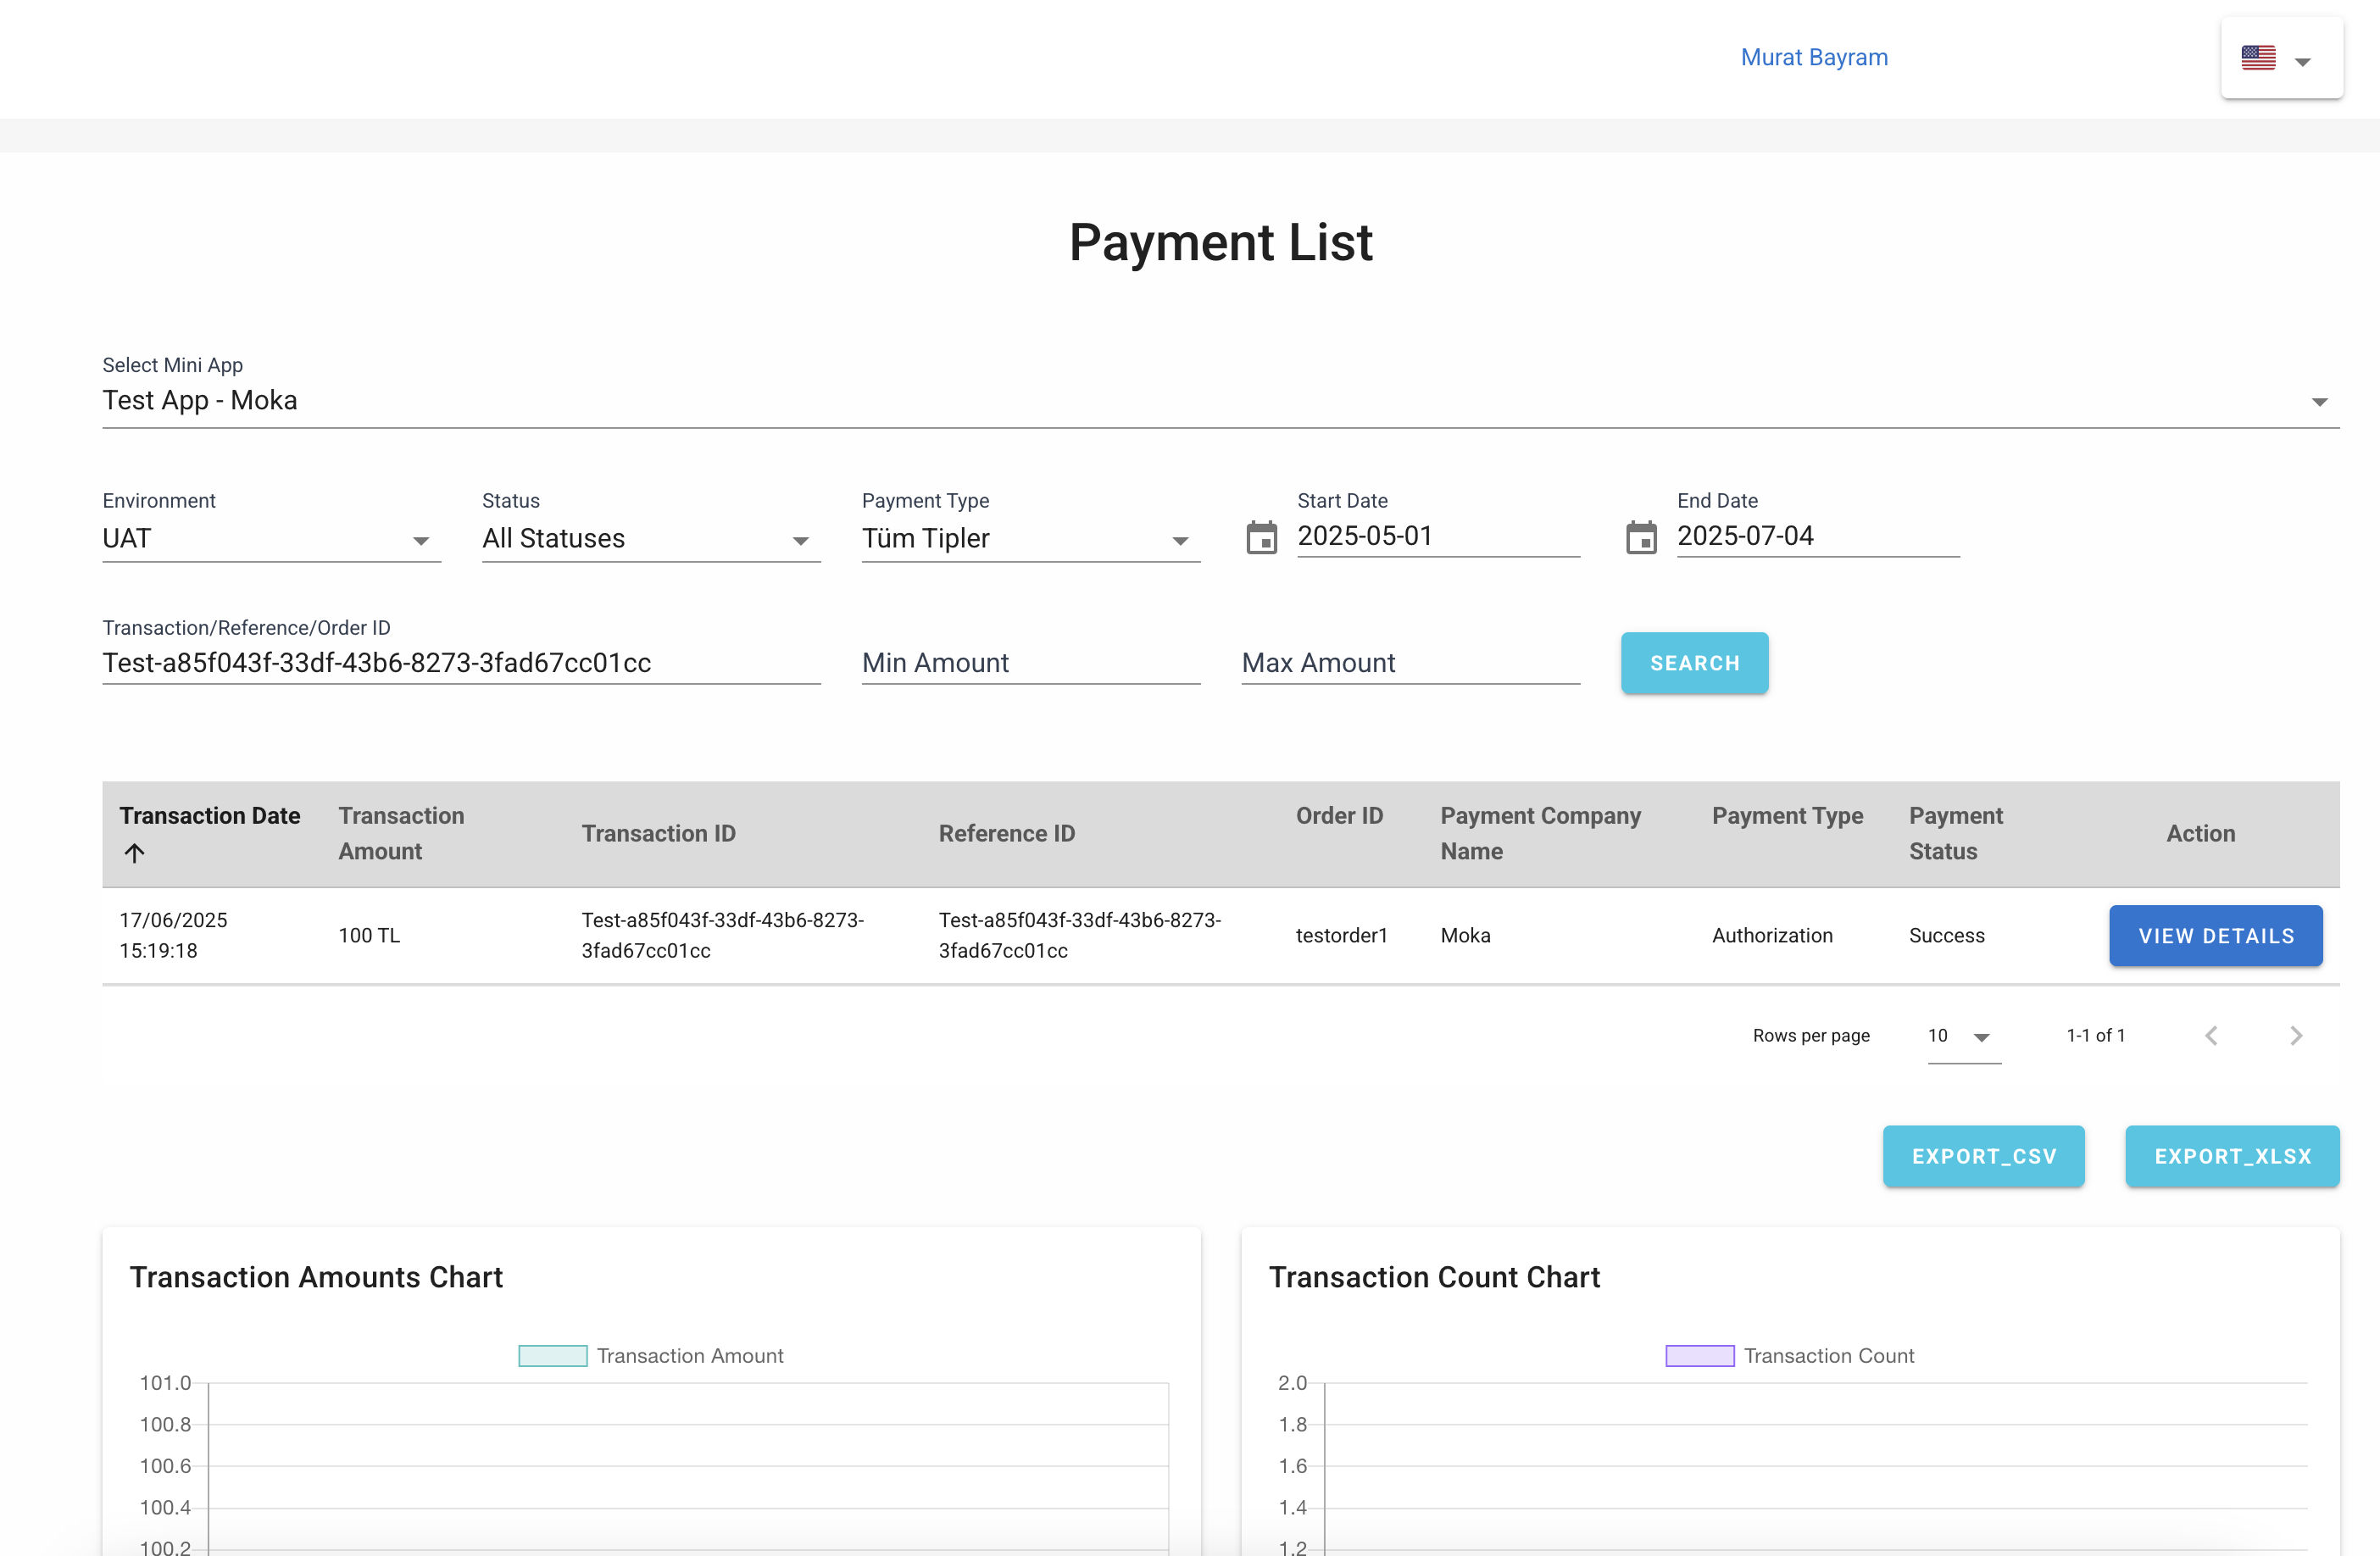 Murat Bayram
Payment List
Select Mini App
Test App - Moka
Environment
UAT
Status
All Statuses
Payment Type
Tüm Tipler
Start Date
2025-05-01
End Date
2025-07-04
Transaction/Reference/Order ID
Test-a85f043f-33df-43b6-8273-3fad67cc01cc
Min Amount
Max Amount
SEARCH
Transaction Date
Transaction
Amount
Transaction ID
Reference ID
Order ID
Payment Company
Name
Payment Type
Payment
Status
Action
17/06/2025
15:19:18
100 TL
Test-a85f043f-33df-43b6-8273-
3fad67cc01cc
Test-a85f043f-33df-43b6-8273-
3fad67cc01cc
testorder1
Moka
Authorization
Success
VIEW DETAILS
Rows per page
10
1-1 of 1
EXPORT_CSV
EXPORT_XLSX
Transaction Amounts Chart
Transaction Amount
101.0
100.8
100.6
100.4
100.2
Transaction Count Chart
Transaction Count
2.0
1.8
1.6
1.4
1.2